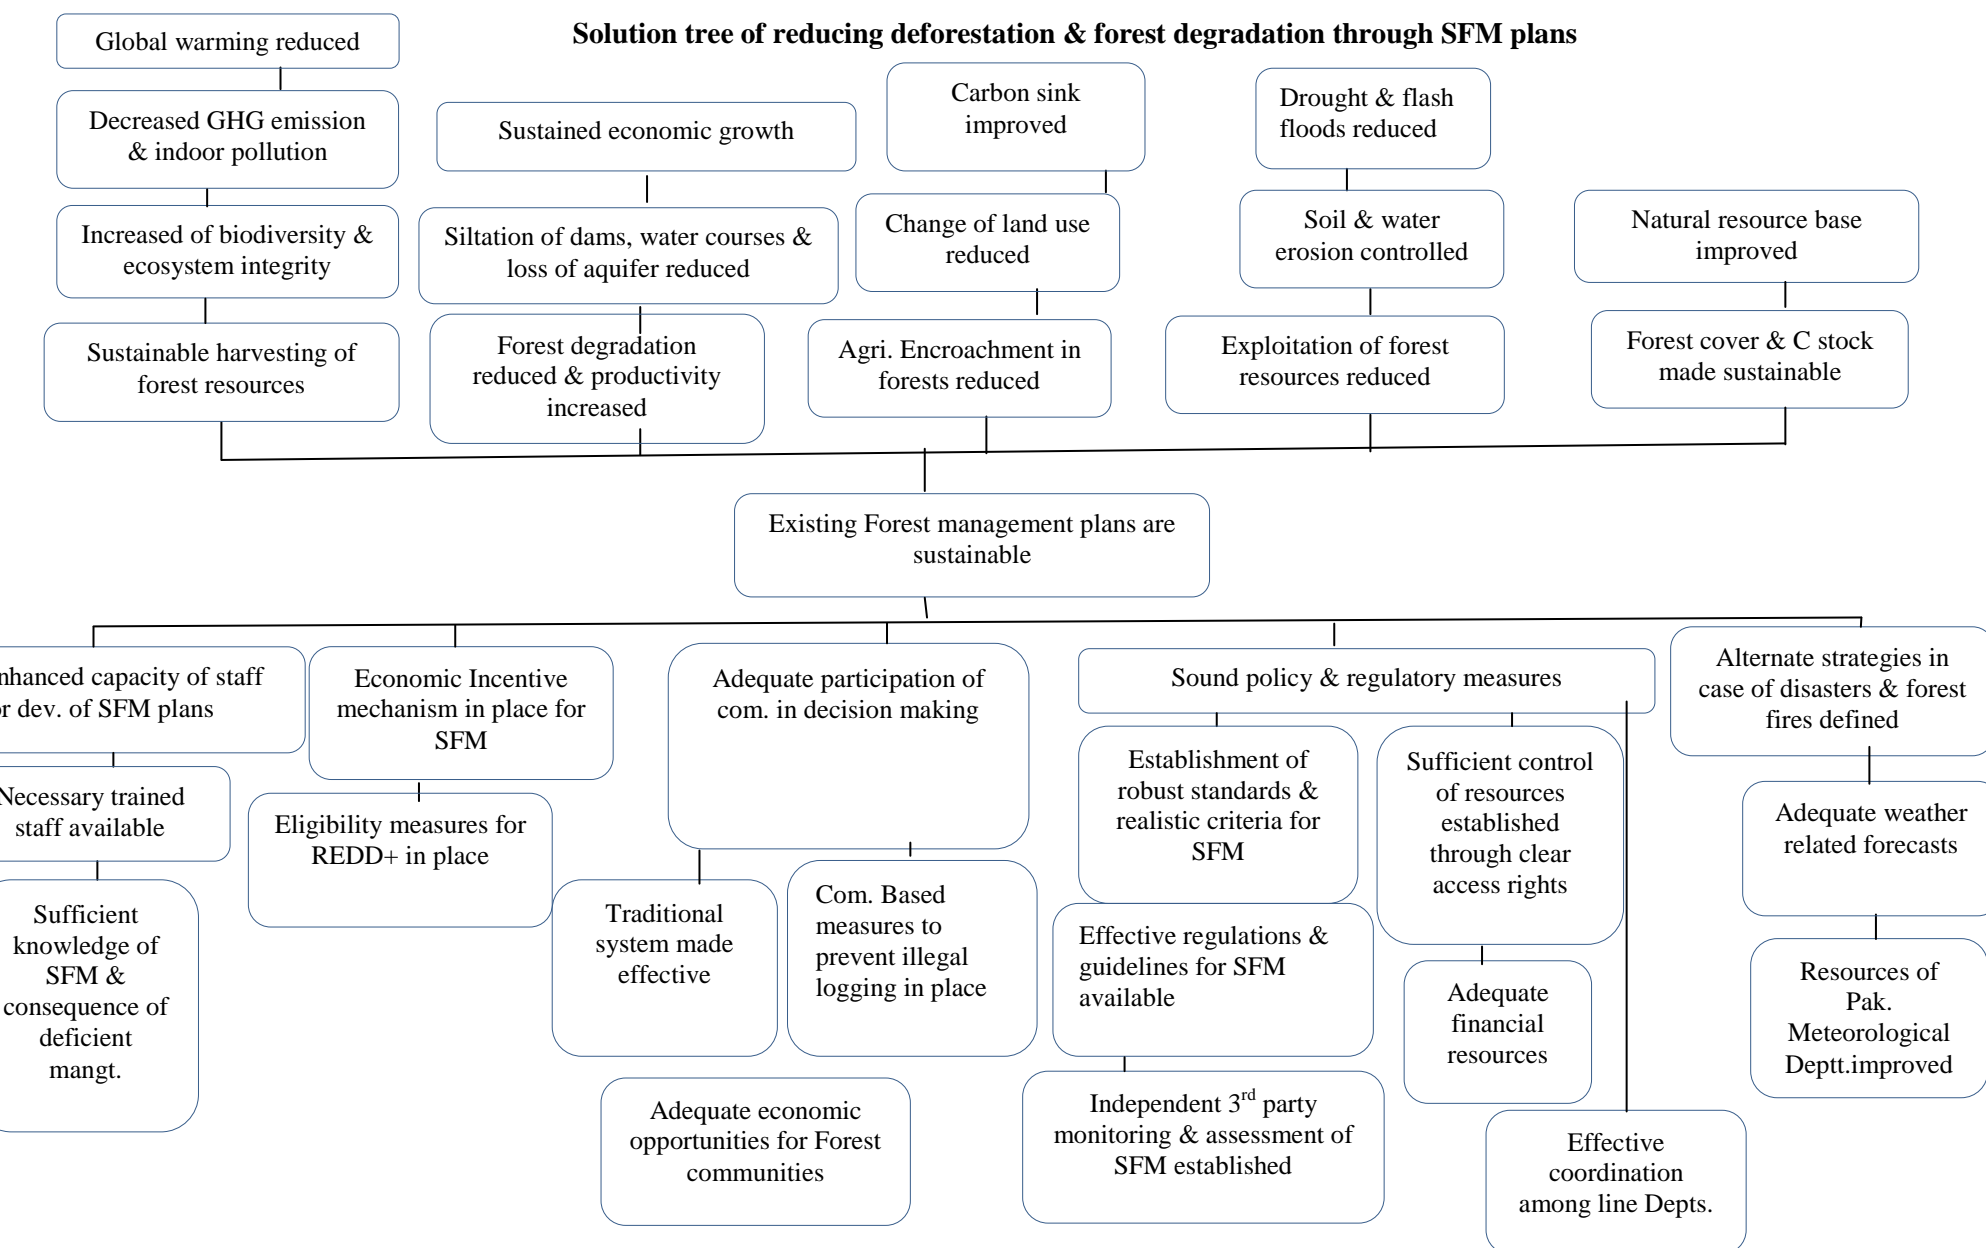 Solution tree of reducing deforestation & forest degradation through SFM plans
Global warming reduced
Decreased GHG emission
& indoor pollution
Increased of biodiversity &
ecosystem integrity
Sustainable harvesting of
forest resources
Sustained economic growth
Siltation of dams, water courses &
loss of aquifer reduced
Forest degradation
reduced & productivity
increased
Carbon sink
improved
Change of land use
reduced
Agri. Encroachment in
forests reduced
Drought & flash
floods reduced
Soil & water
erosion controlled
Exploitation of forest
resources reduced
Natural resource base
improved
Forest cover & C stock
made sustainable
Existing Forest management plans are
sustainable
nhanced capacity of staff
r dev. of SFM plans
Necessary trained
staff available
Sufficient
knowledge of
SFM &
consequence of
deficient
mangt.
Economic Incentive
mechanism in place for
SFM
Eligibility measures for
REDD+ in place
Adequate participation of
com. in decision making
Traditional
system made
effective
Com. Based
measures to
prevent illegal
logging in place
Adequate economic
opportunities for Forest
communities
Sound policy & regulatory measures
Establishment of
robust standards &
realistic criteria for
SFM
Effective regulations &
guidelines for SFM
available
Independent 3rd party
monitoring & assessment of
SFM established
Sufficient control
of resources
established
through clear
access rights
Adequate
financial
resources
Effective
coordination
among line Depts.
Alternate strategies in
case of disasters & forest
fires defined
Adequate weather
related forecasts
Resources of
Pak.
Meteorological
Deptt.improved